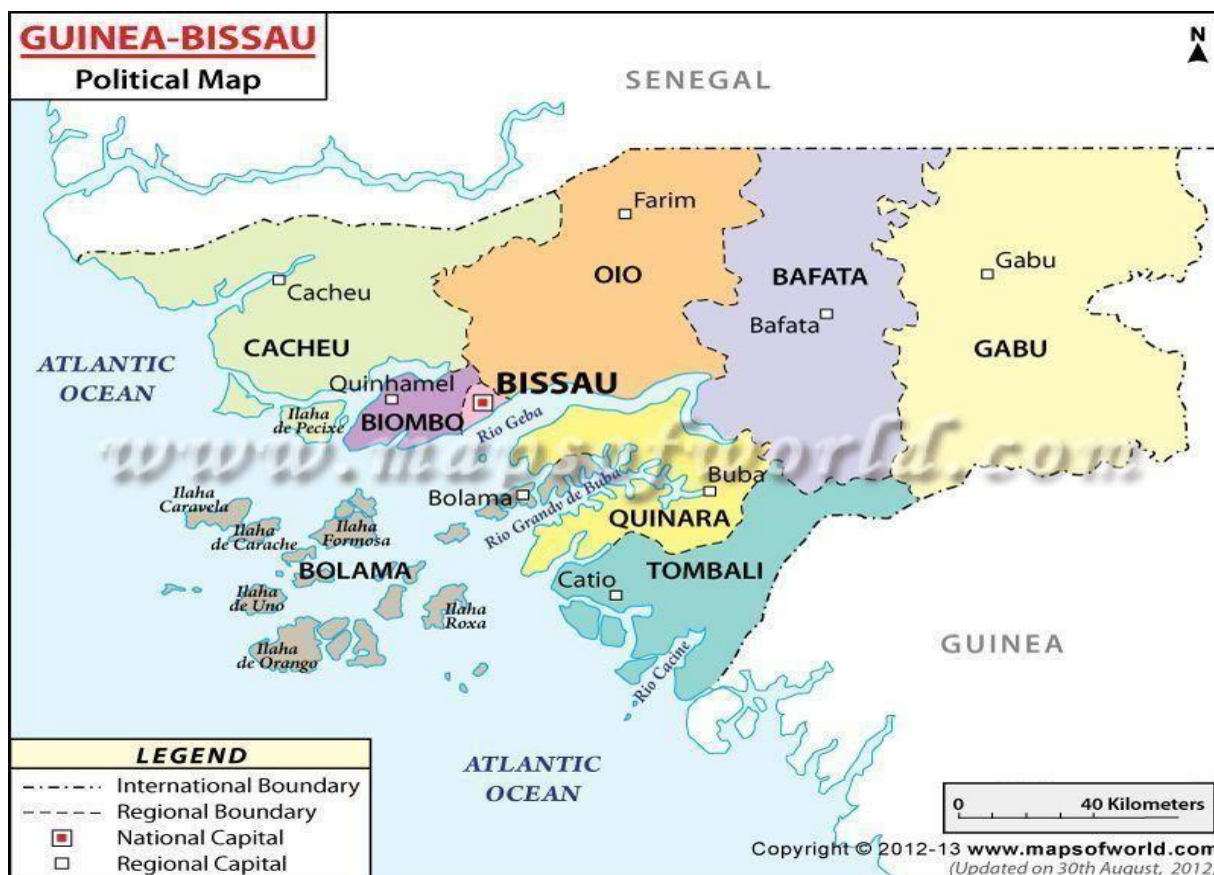 GUINEA-BISSAU
Political Map
N
SENEGAL
Farim
OIO
BAFATA
Gabu
Cacheu
Bafata
CACHEU
GABU
ATLANTIC
OCEAN
Quinhamel
BISSAU
BIOMBO
Ilaha
de Pecixe
Rio Geba
www.mapsofworld.com
Buba
Bolama
Rio Grandy de Buba
QUINARA
Ilaha
Caravela
Ilaha
de Carache
Ilaha
Formosa
BOLAMA
TOMBALI
Catio
Ilaha
de Uno
Ilaha
Roxa
Ilaha
de Orango
Rio Cacine
GUINEA
ATLANTIC
OCEAN
LEGEND
International Boundary
Regional Boundary
National Capital
Regional Capital
0 40 Kilometers
Copyright © 2012-13 www.mapsofworld.com
(Updated on 30th August, 2012)